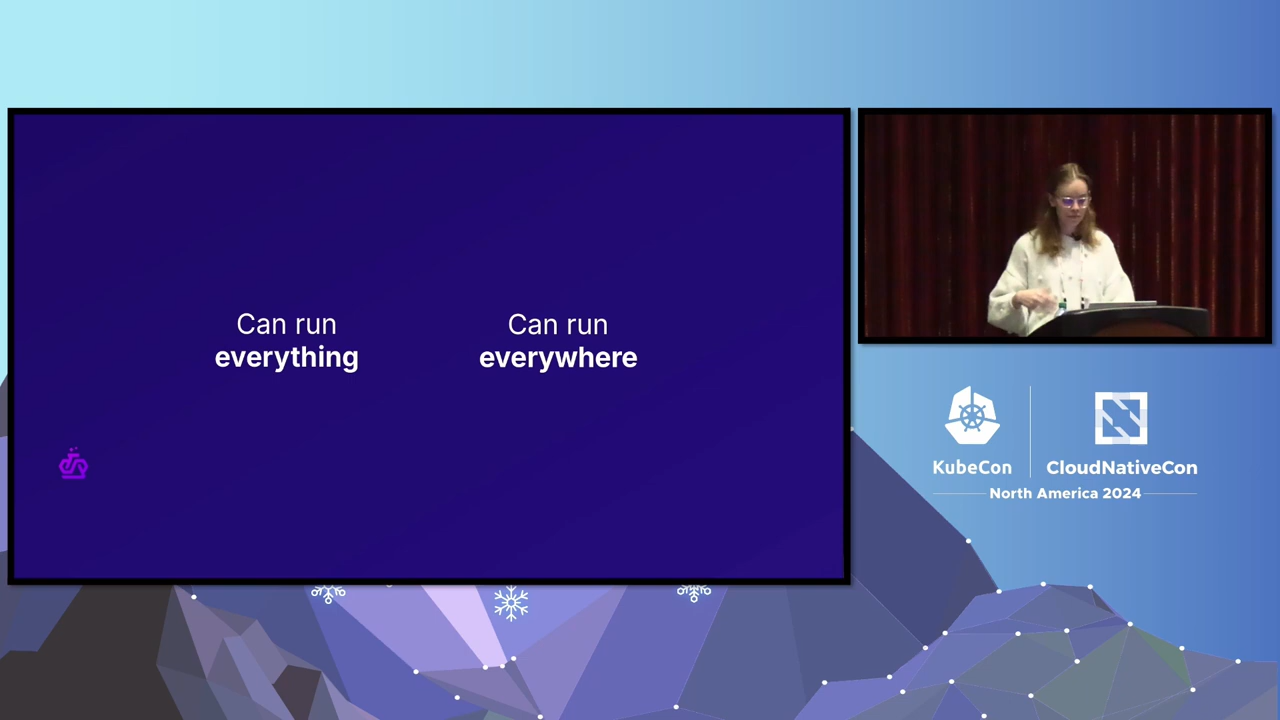 Can run
everything
Can run
everywhere
KubeCon
CloudNativeCon
North America 2024